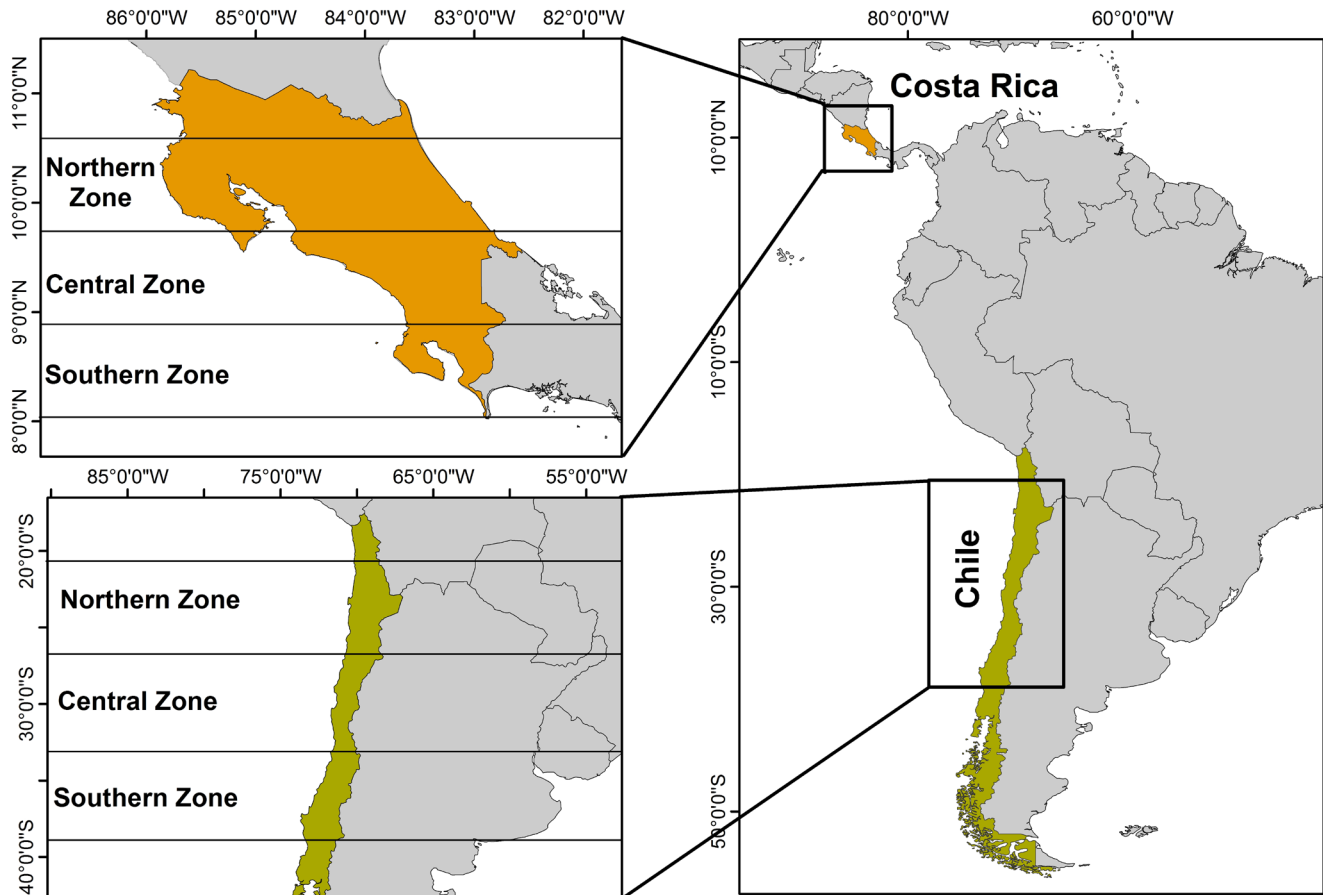 86°0'0"W 85°0'0"W 84°0'0"W 83°0'0"W 82°0'0"W
11°0'0"N
10°0'0"N
9°0'0"N
8°0'0"N
Northern
Zone
Central Zone
Southern Zone
85°0'0"W 75°0'0"W 65°0'0"W 55°0'0"W
20°0'0"S
30°0'0"S
40°0'0"S
Northern Zone
Central Zone
Southern Zone
80°0'0"W 60°0'0"W
10°0'0"N
10°0'0"S
30°0'0"S
50°0'0"S
Costa Rica
Chile